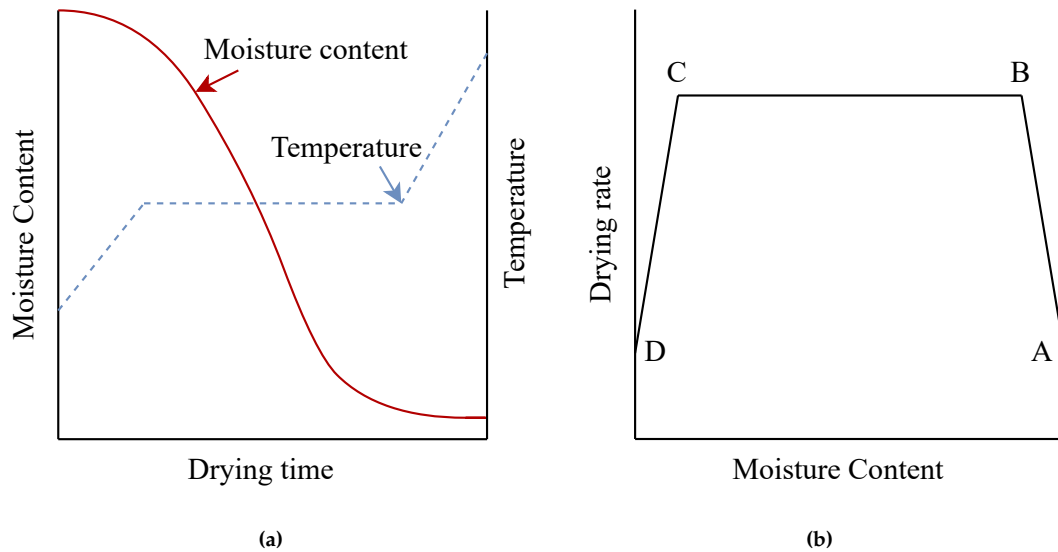 Moisture content
Temperature
Moisture Content
Temperature
Drying time
(a)
C
B
Drying rate
D
A
Moisture Content
(b)